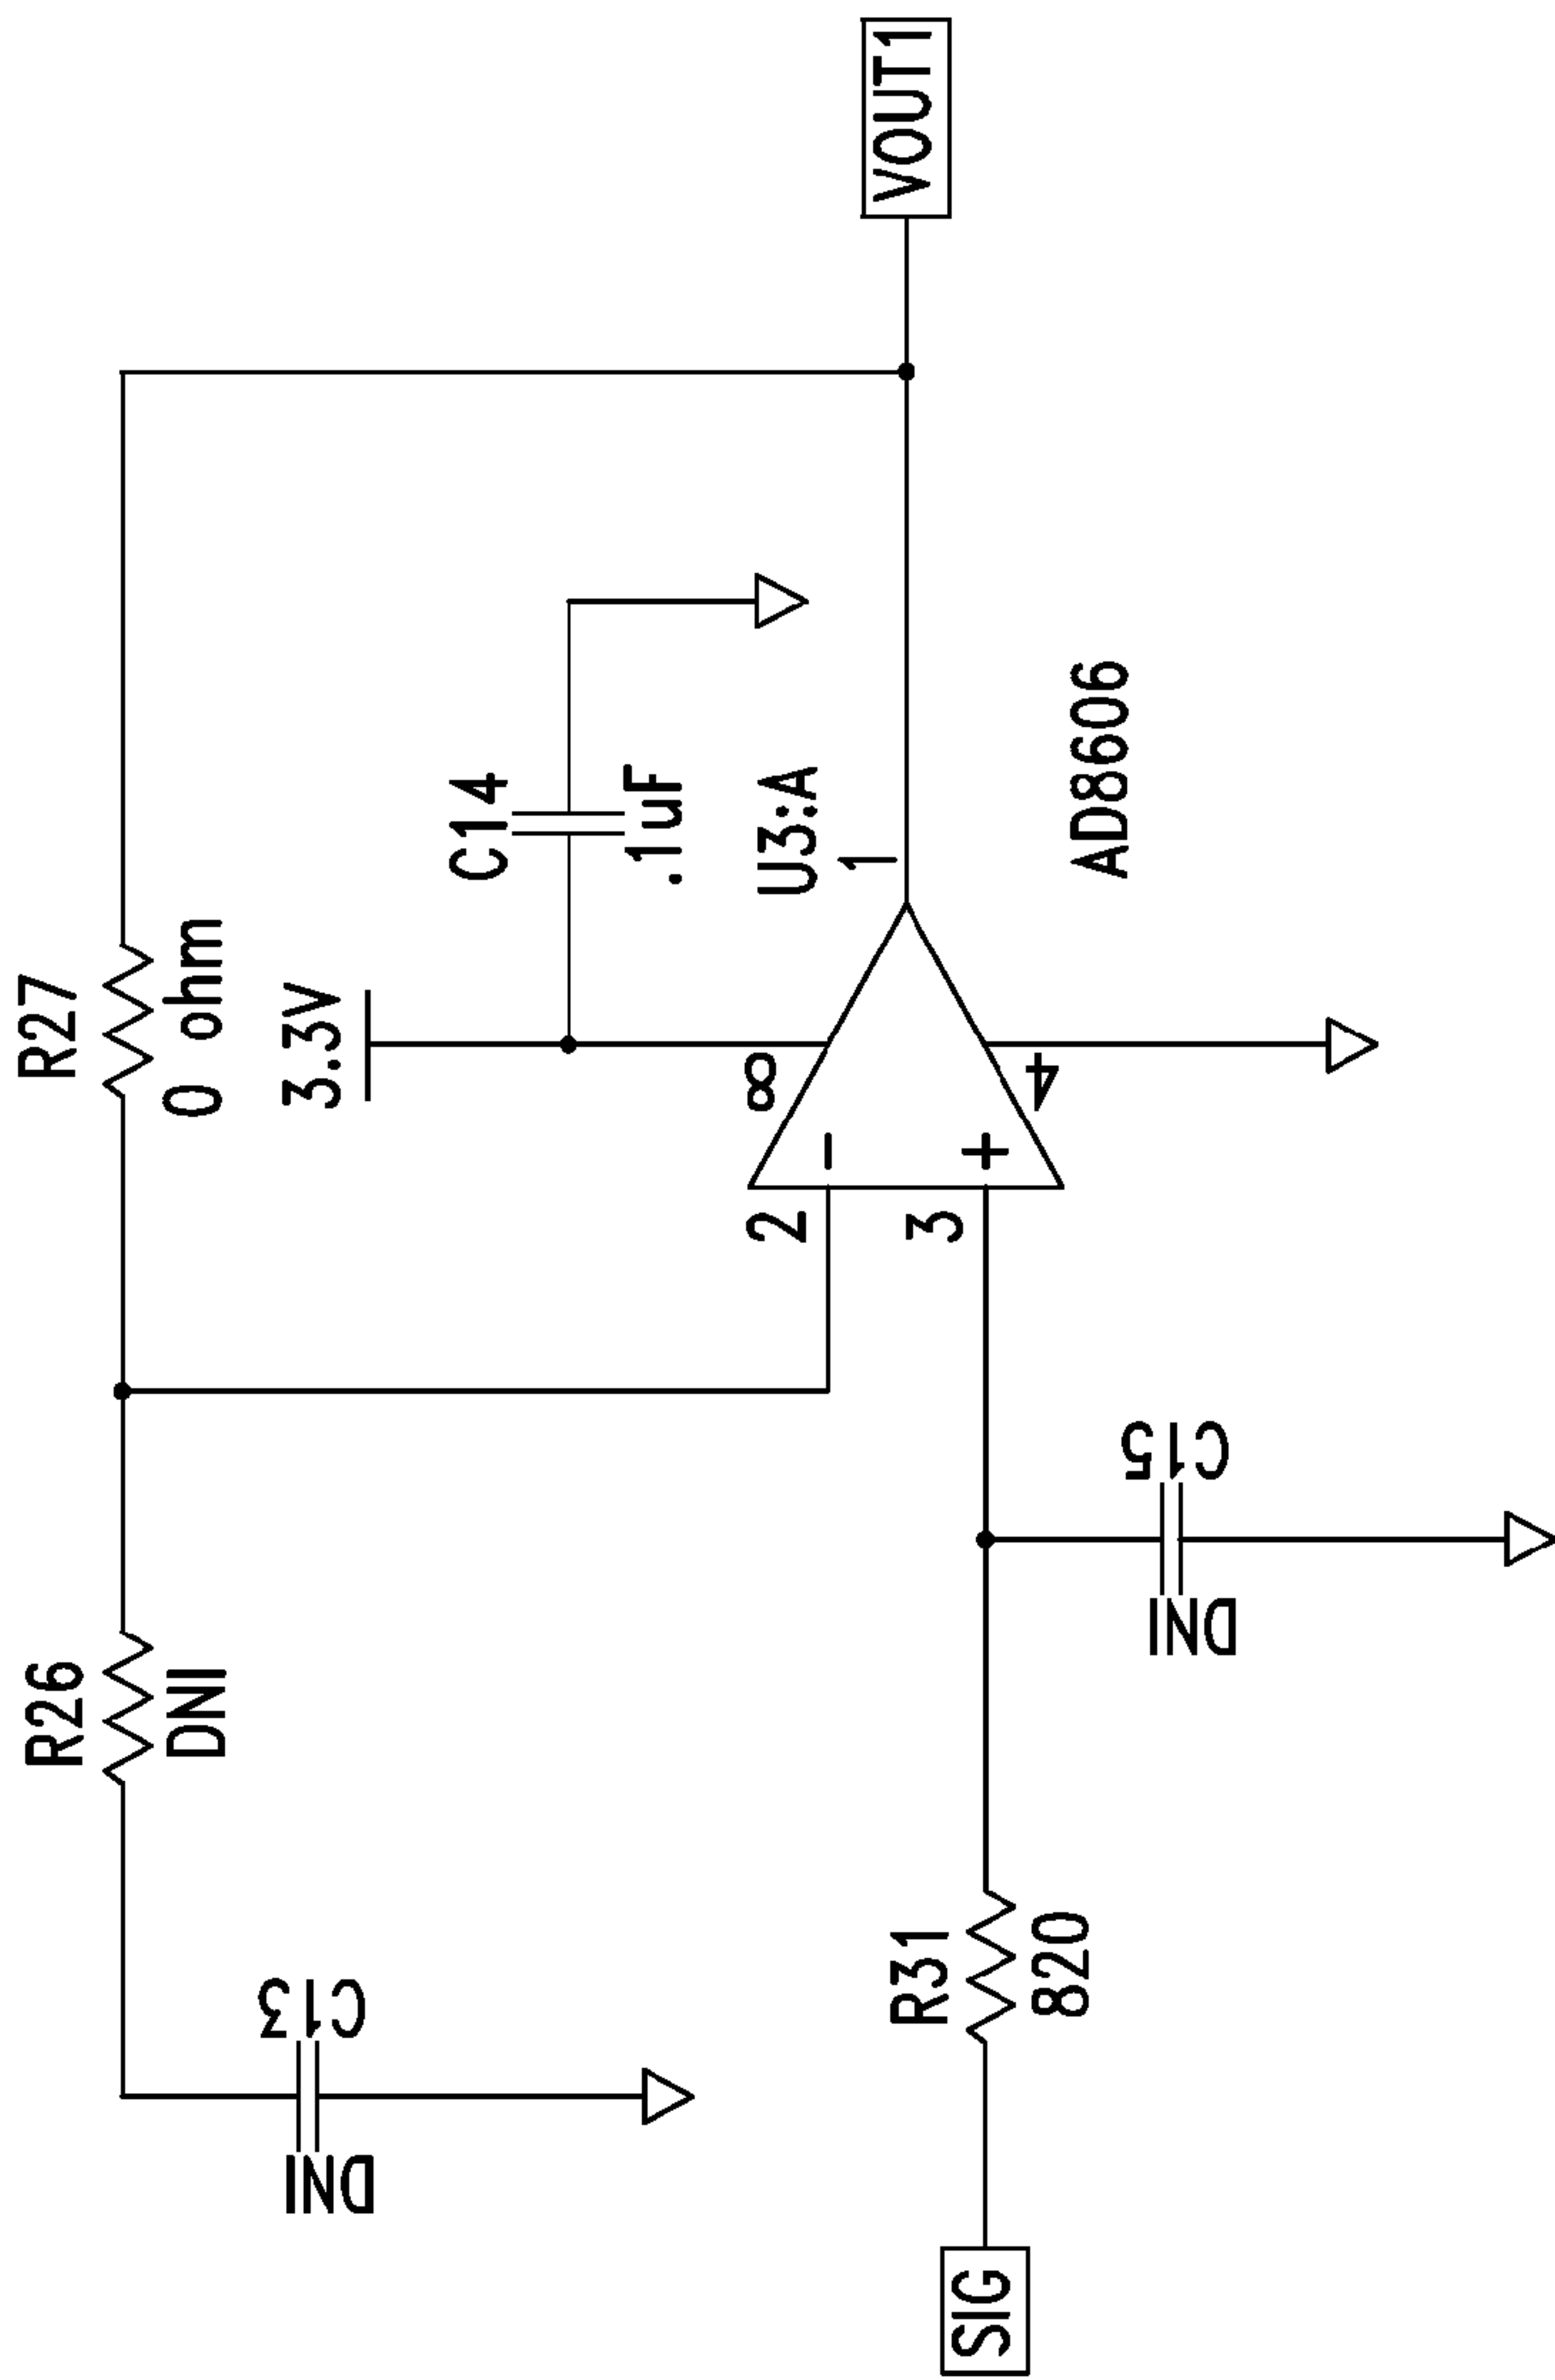 R27
0 ohm
3.3V
C14
.1uF
R26
DNI
C13
DNI
U3:A
8
2
1
VOUT1
3
4
AD8606
R31
820
SIG
C15
DNI
-
+